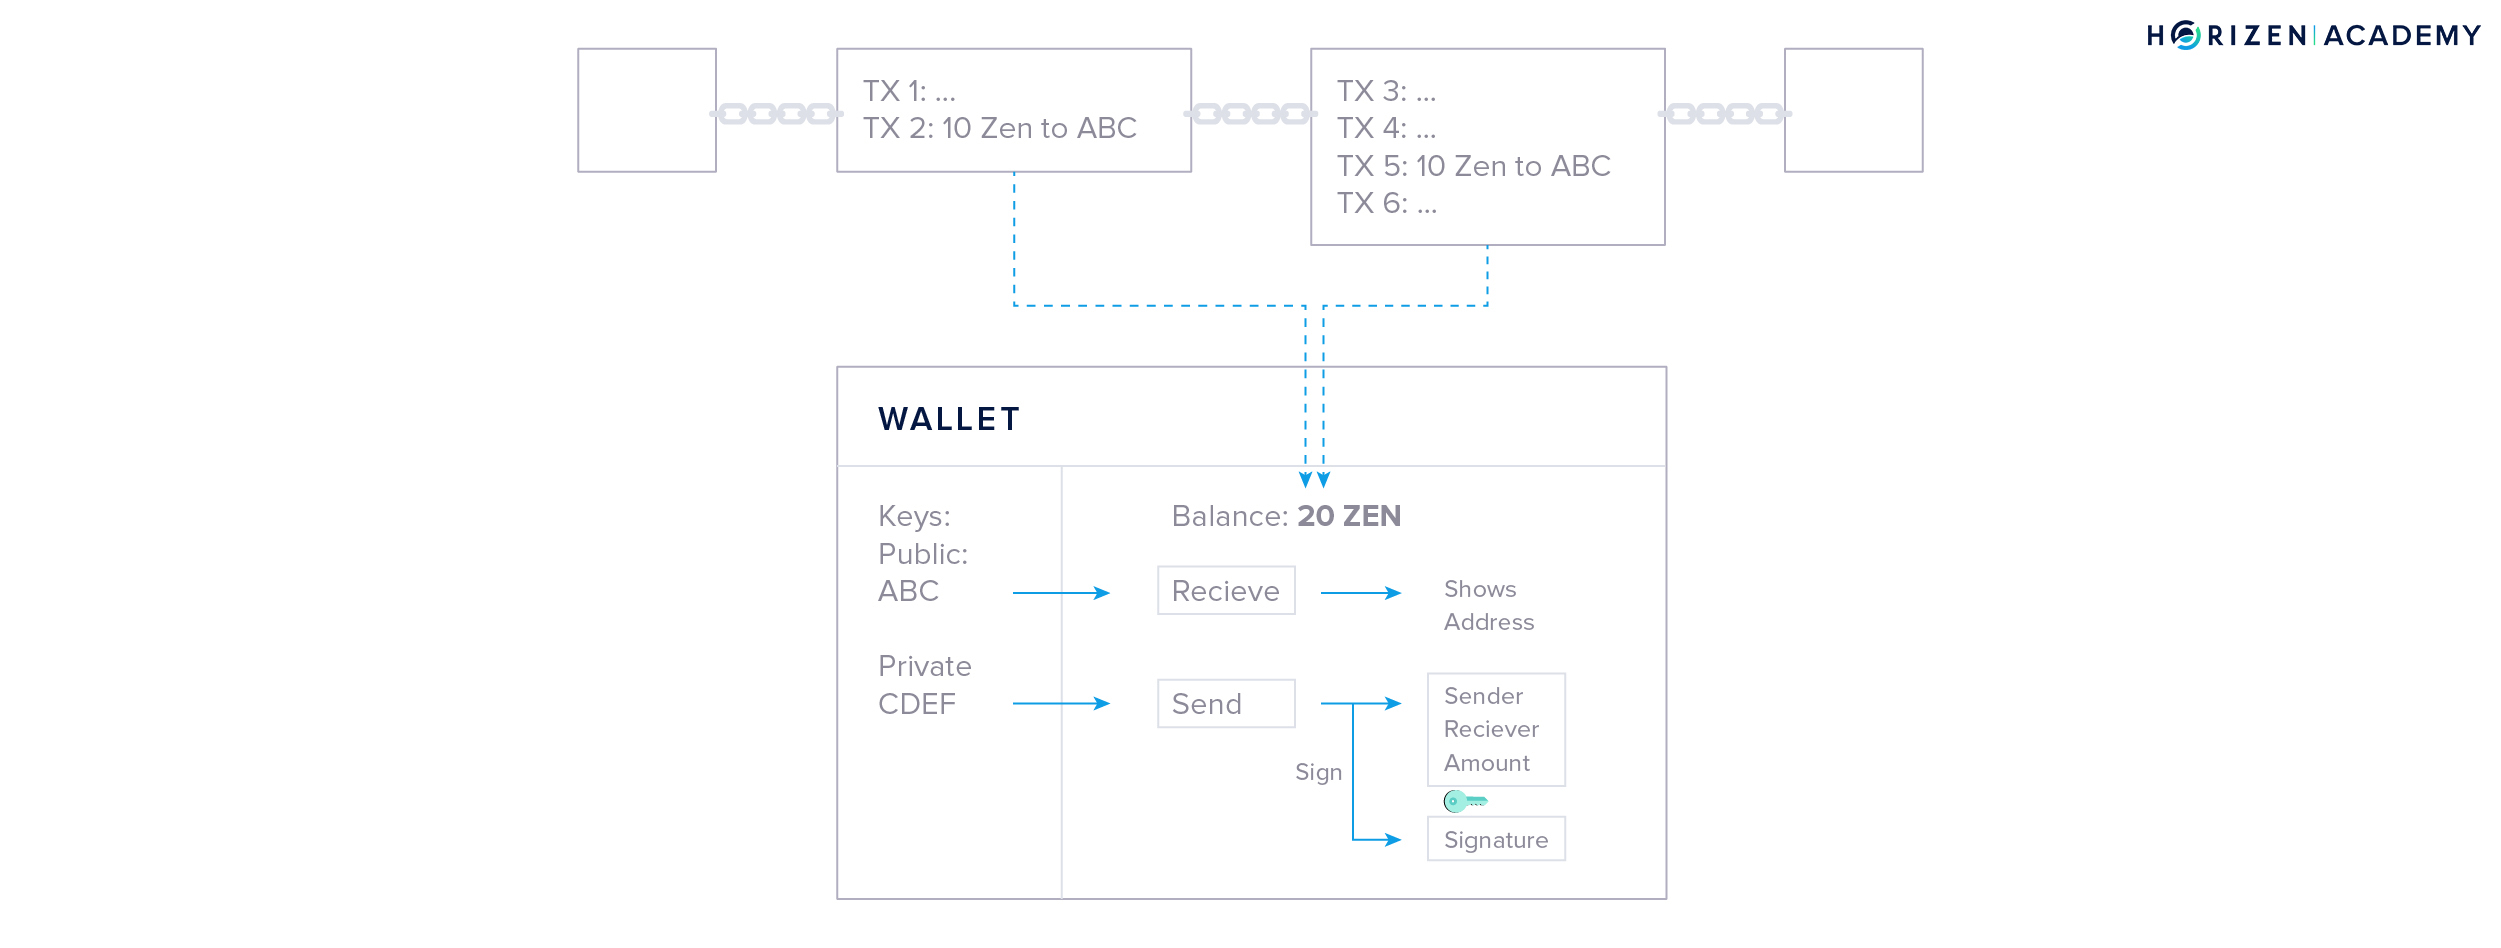 HORIZEN ACADEMY
TX 1: ...
TX 2: 10 Zen to ABC
TX 3: ...
TX 4: ...
TX 5: 10 Zen to ABC
TX 6: ...
WALLET
Keys:
Public:
ABC
Private
CDEF
Balance: 20 ZEN
Recieve
Shows
Address
Send
Sign
Sender
Reciever
Amount
Signature